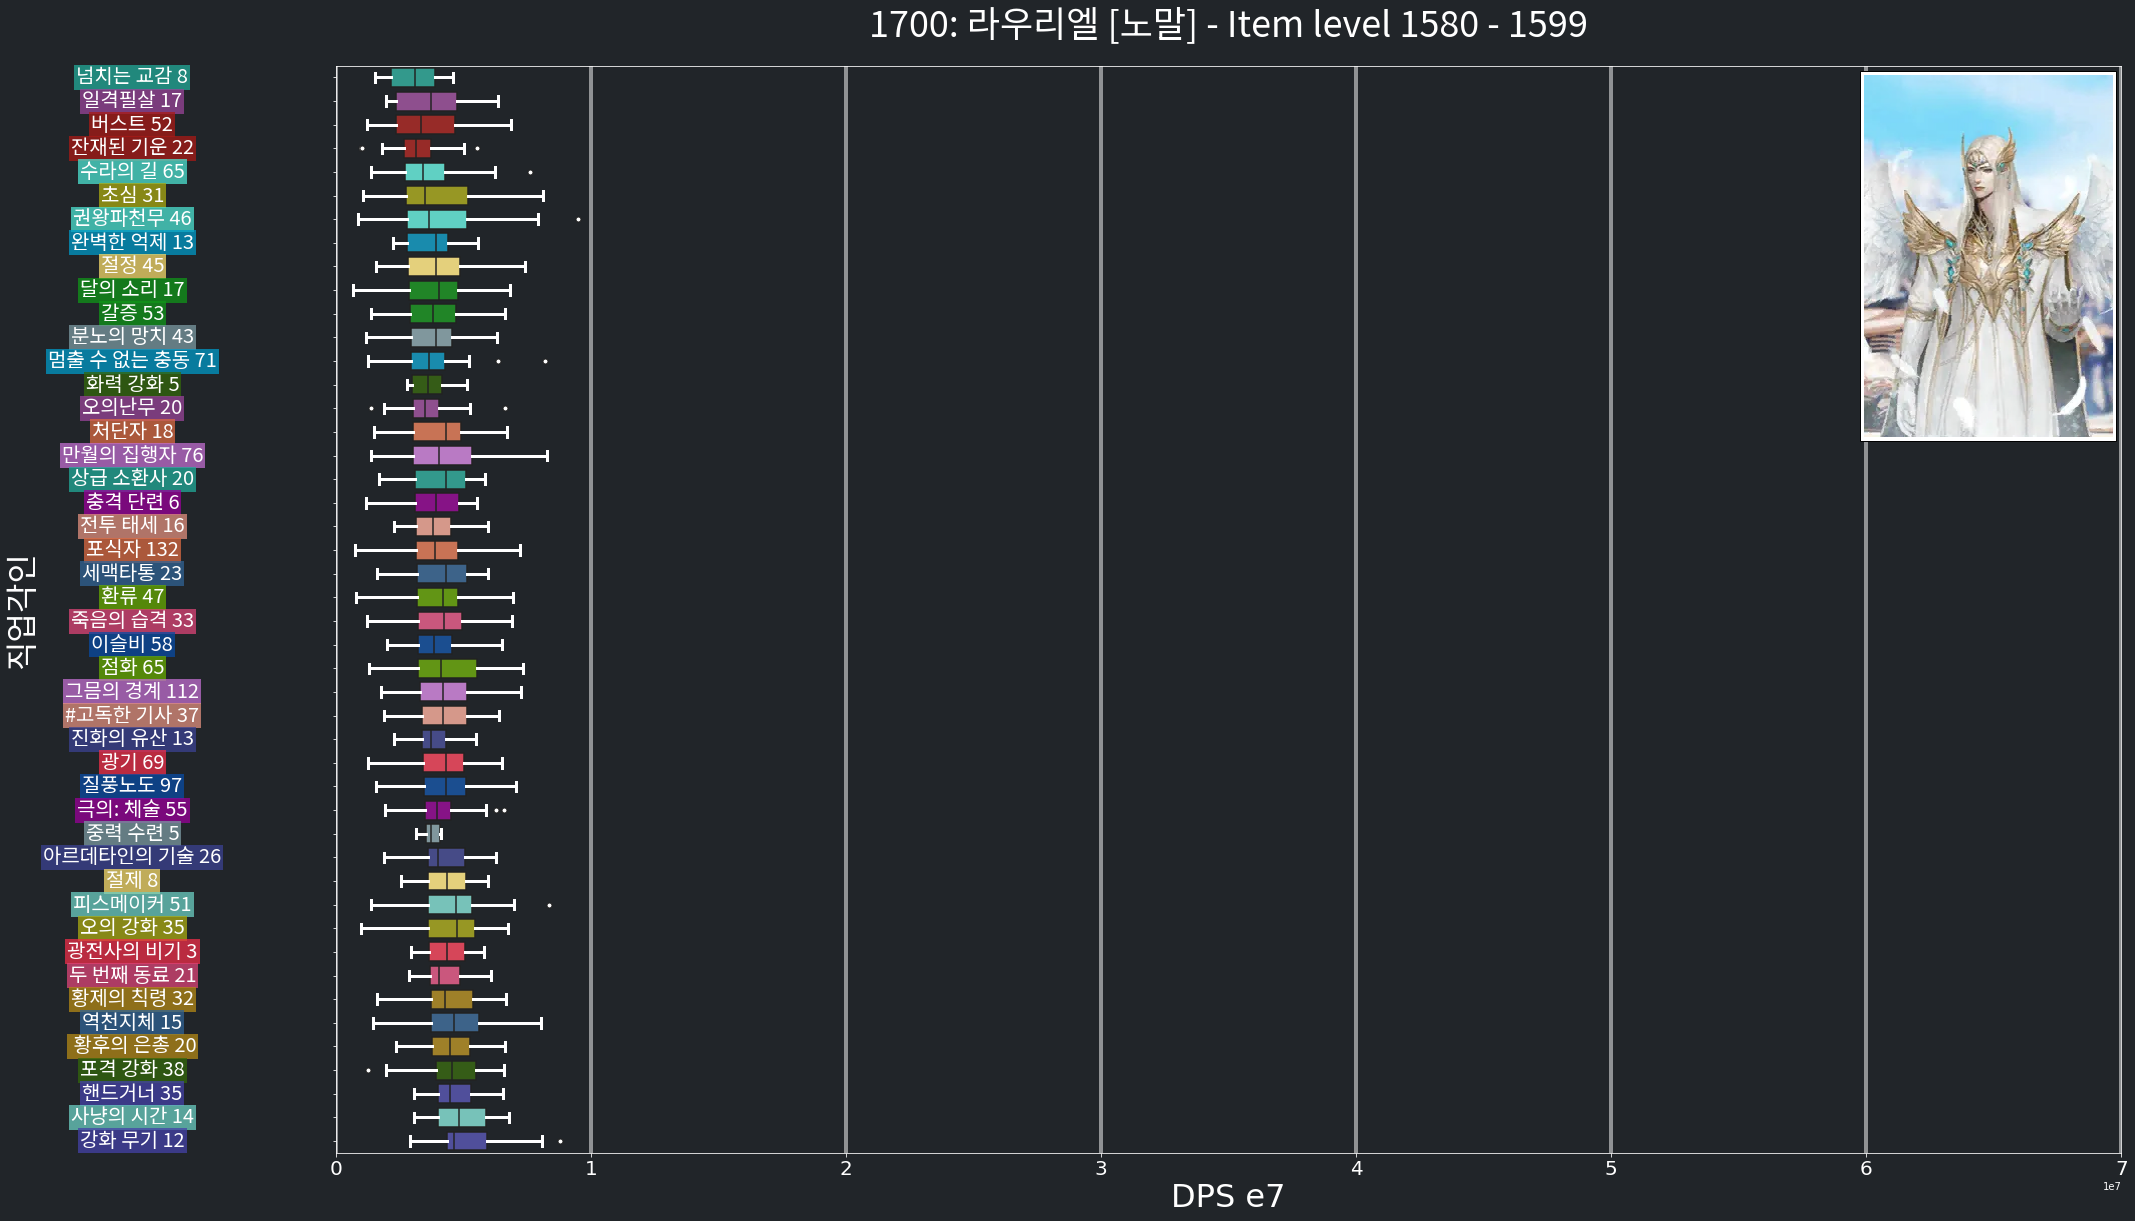 1700: 라우리엘 [노말] - Item level 1580 - 1599
넘치는 교감 8
일격필살 17
버스트 52
잔재된 기운 22
수라의 길 65
초심 31
권왕파천무 46
완벽한 억제 13
절정 45
달의 소리 17
갈증 53
분노의 망치 43
멈출 수 없는 충동 71
화력 강화 5
오의난무 20
처단자 18
만월의 집행자 76
상급 소환사 20
충격 단련 6
전투 태세 16
포식자 132
세맥타통 23
환류 47
죽음의 습격 33
이슬비 58
점화 65
그믐의 경계 112
#고독한 기사 37
진화의 유산 13
광기 69
질풍노도 97
극의: 체술 55
중력 수련 5
아르데타인의 기술 26
절제 8
피스메이커 51
오의 강화 35
광전사의 비기 3
두 번째 동료 21
황제의 칙령 32
역천지체 15
황후의 은총 20
포격 강화 38
핸드거너 35
사냥의 시간 14
강화 무기 12
직업각인
0 1 2 3 4 5 6 7
1e7
DPS e7